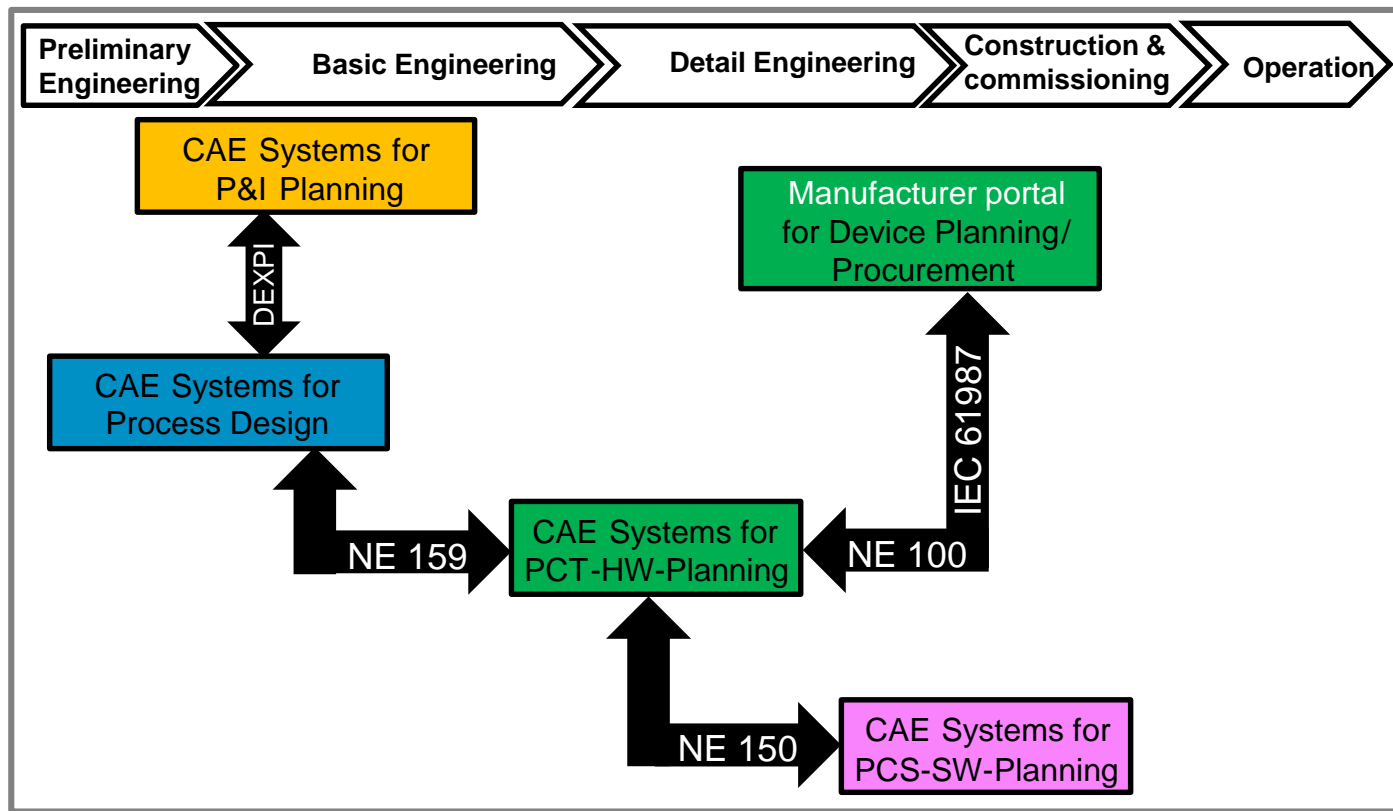 Preliminary
Engineering
Basic Engineering
Detail Engineering
Construction &
commissioning
Operation
CAE Systems for
P&I Planning
Manufacturer portal
for Device Planning/
Procurement
DEXPI
CAE Systems for
Process Design
IEC 61987
NE 159
CAE Systems for
PCT-HW-Planning
NE 100
NE 150
CAE Systems for
PCS-SW-Planning